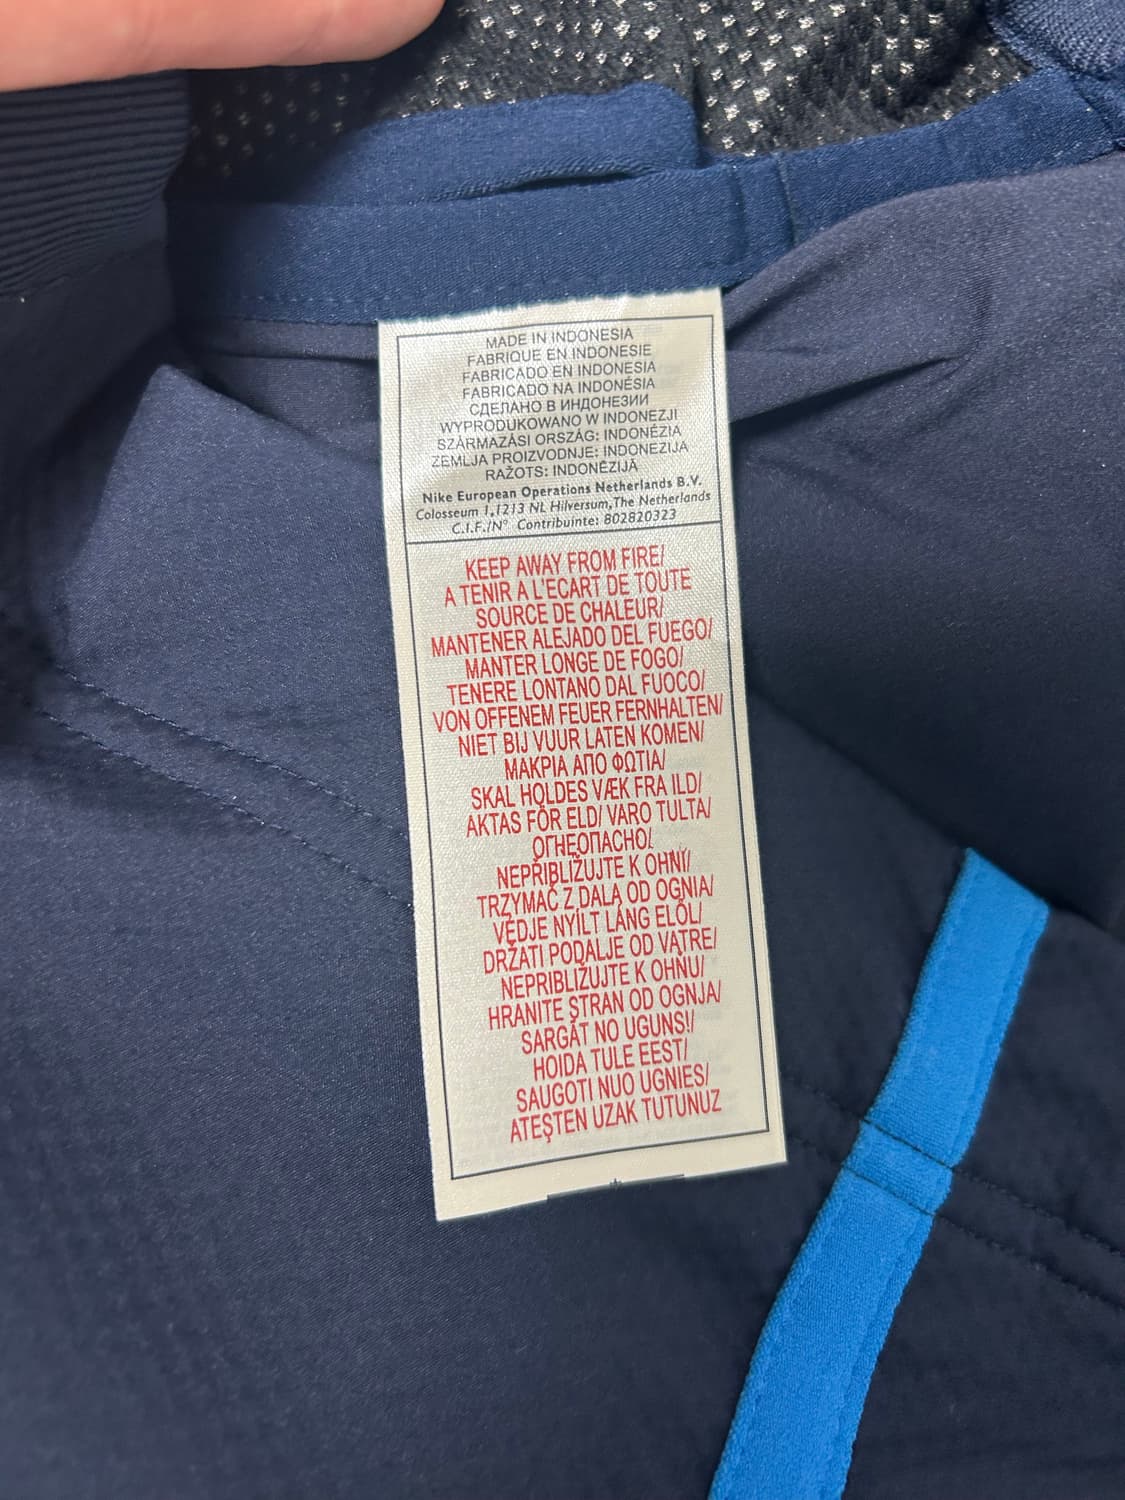 MADE IN INDONESIA
FABRIQUE EN INDONESIE
FABRICADO EN INDONESIA
FABRICADO NA INDONÉSIA
СДЕЛАНО В ИНДОНЕЗИИ
WYPRODUKOWANO W INDONEZJI
SZÁRMAZÁSI ORSZÁG: INDONÉZIA
ZEMLJA PROIZVODNJE: INDONEZIJA
RAŽOTS: INDONĒZIJĀ
Nike European Operations Netherlands B.V.
Colosseum 1,1213 NL Hilversum,The Netherlands
C.I.F./N° Contribuinte: 802820323
KEEP AWAY FROM FIRE/
A TENIR A L'ECART DE TOUTE
SOURCE DE CHALEUR/
MANTENER ALEJADO DEL FUEGO/
MANTER LONGE DE FOGO/
TENERE LONTANO DAL FUOCO/
VON OFFENEM FEUER FERNHALTEN/
NIET BIJ VUUR LATEN KOMEN/
ΜΑΚΡΙΑ ΑΠΟ ΦΩΤΙΑ/
SKAL HOLDES VÆK FRA ILD/
AKTAS FÖR ELD/ VARO TULTA/
ОГНЕОПАСНО/
NEPŘIBLIŽUJTE K OHNI/
TRZYMAĆ Z DALA OD OGNIA/
VÉDJE NYÍLT LÁNG ELŐL/
DRŽATI PODALJE OD VATRE/
NEPRIBLIŽUJTE K OHŇU/
HRANITE STRAN OD OGNJA/
SARGĀT NO UGUNS!/
HOIDA TULE EEST/
SAUGOTI NUO UGNIES/
ATEŞTEN UZAK TUTUNUZ